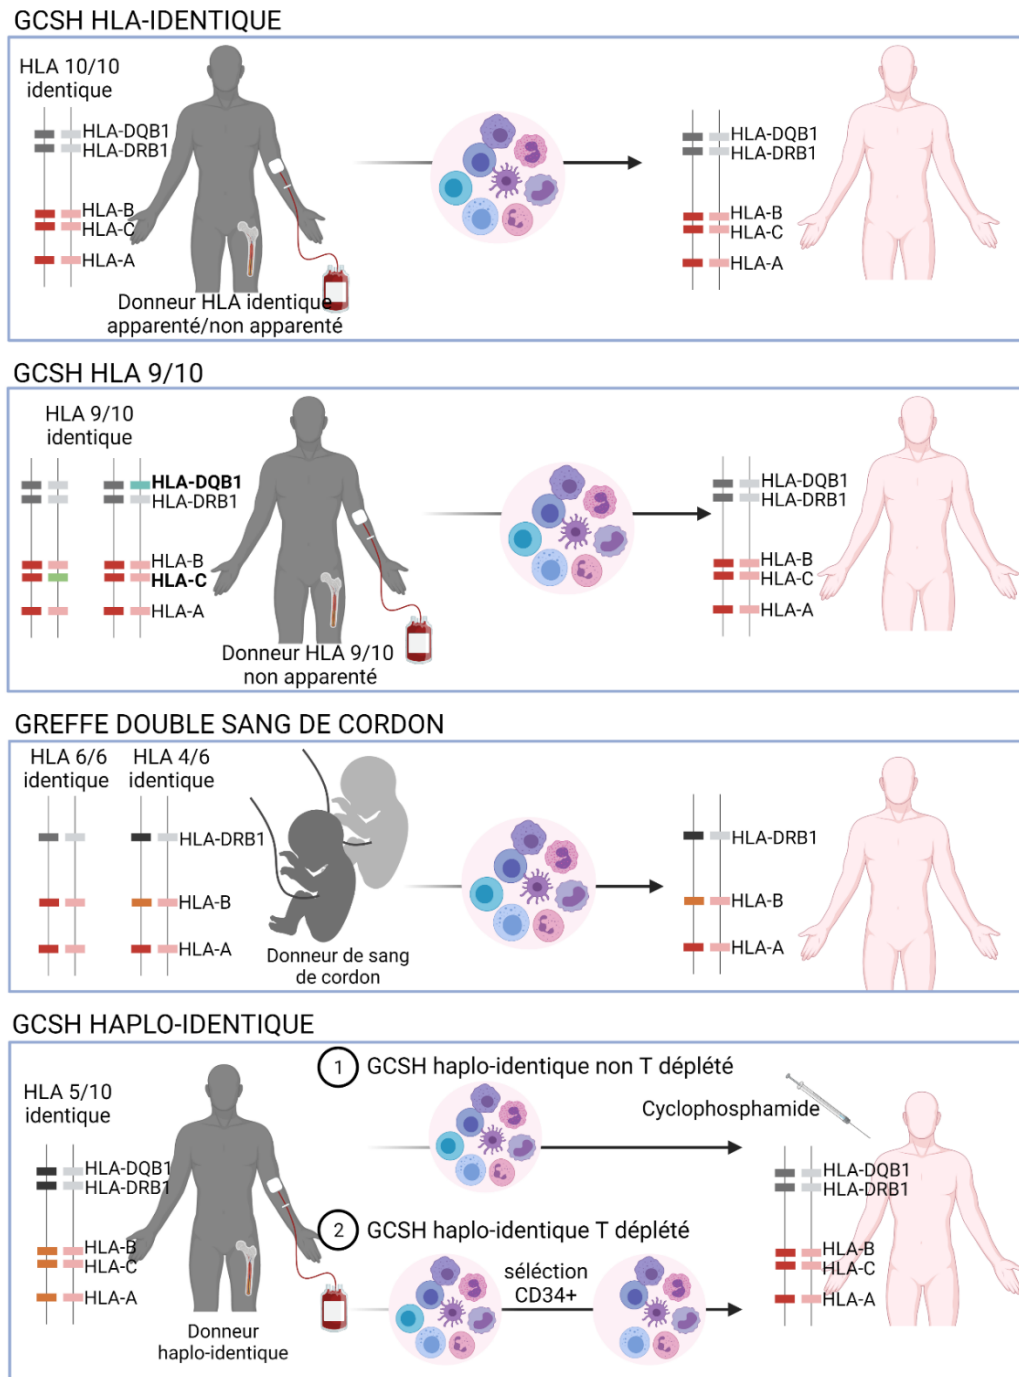 GCSH HLA-IDENTIQUE
HLA 10/10
identique
HLA-DQB1
HLA-DRB1
HLA-B
HLA-C
HLA-A
Donneur HLA identique
apparenté/non apparenté
HLA-DQB1
HLA-DRB1
HLA-B
HLA-C
HLA-A
GCSH HLA 9/10
HLA 9/10
identique
HLA-DQB1
HLA-DRB1
HLA-B
HLA-C
HLA-A
Donneur HLA 9/10
non apparenté
HLA-DQB1
HLA-DRB1
HLA-B
HLA-C
HLA-A
GREFFE DOUBLE SANG DE CORDON
HLA 6/6
identique
HLA 4/6
identique
HLA-DRB1
HLA-B
HLA-A
Donneur de sang
de cordon
HLA-DRB1
HLA-B
HLA-A
GCSH HAPLO-IDENTIQUE
HLA 5/10
identique
HLA-DQB1
HLA-DRB1
HLA-B
HLA-C
HLA-A
Donneur
haplo-identique
1 GCSH haplo-identique non T déplété
Cyclophosphamide
2 GCSH haplo-identique T déplété
séléction
CD34+
HLA-DQB1
HLA-DRB1
HLA-B
HLA-C
HLA-A